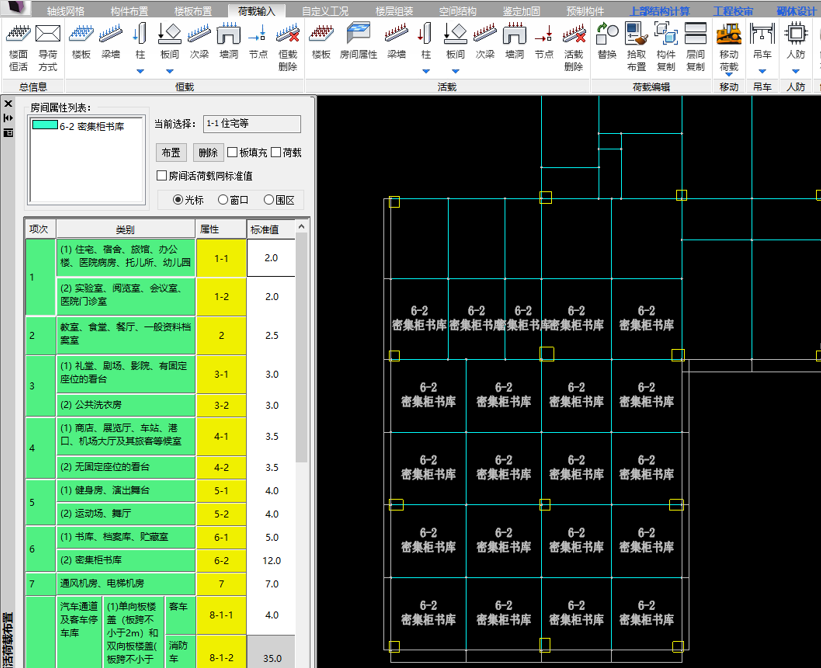 轴线网格 构件布置 楼板布置 荷载输入 自定义工况 楼层组装 空间结构 鉴定加固 预制构件 上部结构计算 工程校审 砌体设计
楼面恒活 导荷方式 楼板 梁墙 柱 板间 次梁 墙洞 节点 恒载删除 楼板 房间属性 梁墙 柱 板间 次梁 墙洞 节点 活载删除 替换 拾取布置 构件复制 层间复制 移动荷载 吊车 人防
总信息 恒载 活载 荷载编辑 移动 吊车 人防
房间属性列表:
6-2 密集柜书库
当前选择: 1-1 住宅等
布置 删除 板填充 荷载
房间活荷载同标准值
光标 窗口 围区
项次 类别 属性 标准值
1
(1) 住宅、宿舍、旅馆、办公
楼、医院病房、托儿所、幼儿园
1-1 2.0
(2) 实验室、阅览室、会议室、
医院门诊室
1-2 2.0
2
教室、食堂、餐厅、一般资料档
案室
2 2.5
3
(1) 礼堂、剧场、影院、有固定
座位的看台
3-1 3.0
(2) 公共洗衣房 3-2 3.0
4
(1) 商店、展览厅、车站、港
口、机场大厅及其旅客等候室
4-1 3.5
(2) 无固定座位的看台 4-2 3.5
5
(1) 健身房、演出舞台 5-1 4.0
(2) 运动场、舞厅 5-2 4.0
6
(1) 书库、档案库、贮藏室 6-1 5.0
(2) 密集柜书库 6-2 12.0
7 通风机房、电梯机房 7 7.0
汽车通道
及客车停
车库
(1)单向板楼
盖（板跨不
小于2m）和
双向板楼盖(
板跨不小于
客车 8-1-1 4.0
消防
车
8-1-2 35.0
活荷载布置
6-2 6-2 6-2 6-2 6-2
密集柜书库 密集柜书库 密集柜书库 密集柜书库 密集柜书库
6-2 6-2 6-2 6-2
密集柜书库 密集柜书库 密集柜书库 密集柜书库
6-2 6-2 6-2 6-2
密集柜书库 密集柜书库 密集柜书库 密集柜书库
6-2 6-2 6-2 6-2
密集柜书库 密集柜书库 密集柜书库 密集柜书库
6-2 6-2 6-2 6-2
密集柜书库 密集柜书库 密集柜书库 密集柜书库